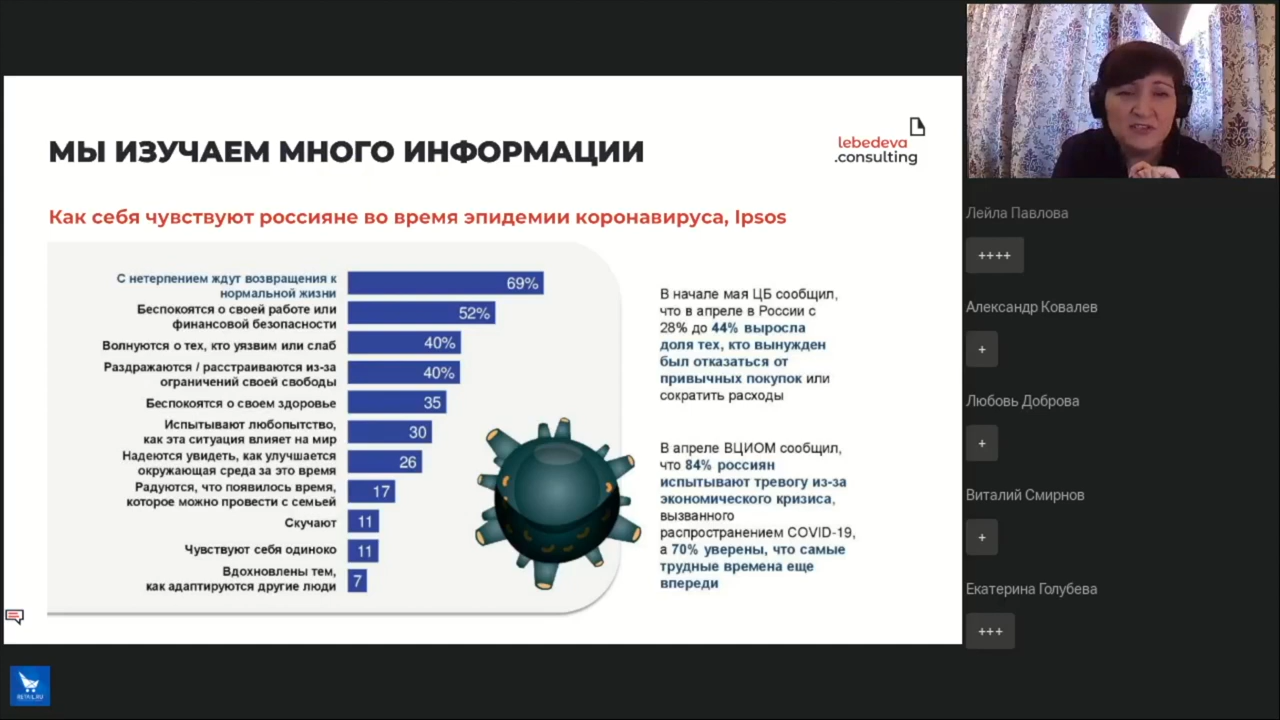 МЫ ИЗУЧАЕМ МНОГО ИНФОРМАЦИИ
lebedeva
.consulting
Как себя чувствуют россияне во время эпидемии коронавируса, Ipsos
С нетерпением ждут возвращения к
нормальной жизни
69%
Беспокоятся о своей работе или
финансовой безопасности
52%
Волнуются о тех, кто уязвим или слаб
40%
Раздражаются / расстраиваются из-за
ограничений своей свободы
40%
Беспокоятся о своем здоровье
35
Испытывают любопытство,
как эта ситуация влияет на мир
30
Надеются увидеть, как улучшается
окружающая среда за это время
26
Радуются, что появилось время,
которое можно провести с семьей
17
Скучают
11
Чувствуют себя одиноко
11
Вдохновлены тем,
как адаптируются другие люди
7
В начале мая ЦБ сообщил,
что в апреле в России с
28% до 44% выросла
доля тех, кто вынужден
был отказаться от
привычных покупок или
сократить расходы
В апреле ВЦИОМ сообщил,
что 84% россиян
испытывают тревогу из-за
экономического кризиса,
вызванного
распространением COVID-19,
а 70% уверены, что самые
трудные времена еще
впереди
Лейла Павлова
++++
Александр Ковалев
+
Любовь Доброва
+
Виталий Смирнов
+
Екатерина Голубева
+++
RETAIL.RU